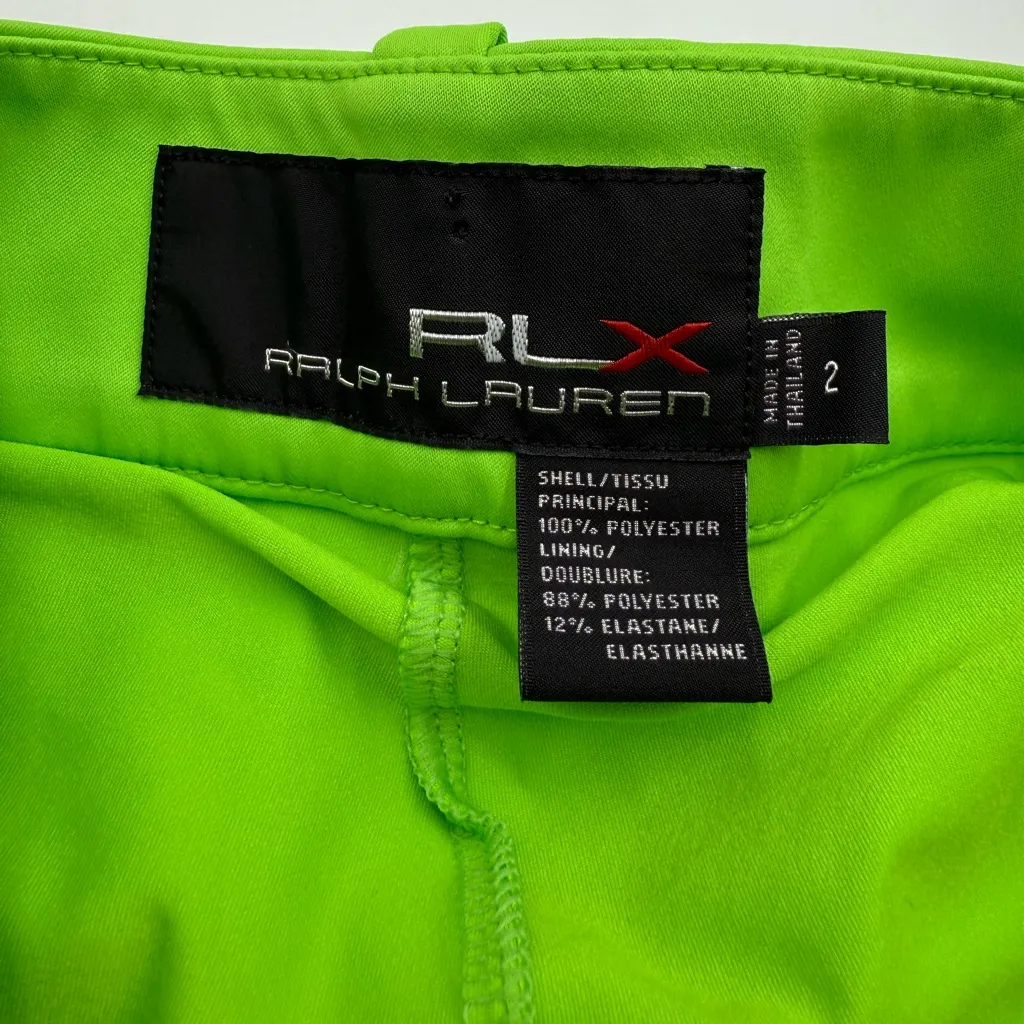 RLX
RALPH LAUREN
MADE IN
THAILAND
2
SHELL/TISSU
PRINCIPAL:
100% POLYESTER
LINING/
DOUBLURE:
88% POLYESTER
12% ELASTANE/
ELASTHANNE